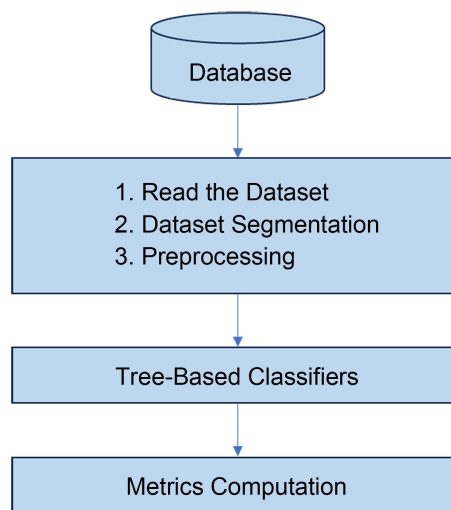 Database
1. Read the Dataset
2. Dataset Segmentation
3. Preprocessing
Tree-Based Classifiers
Metrics Computation